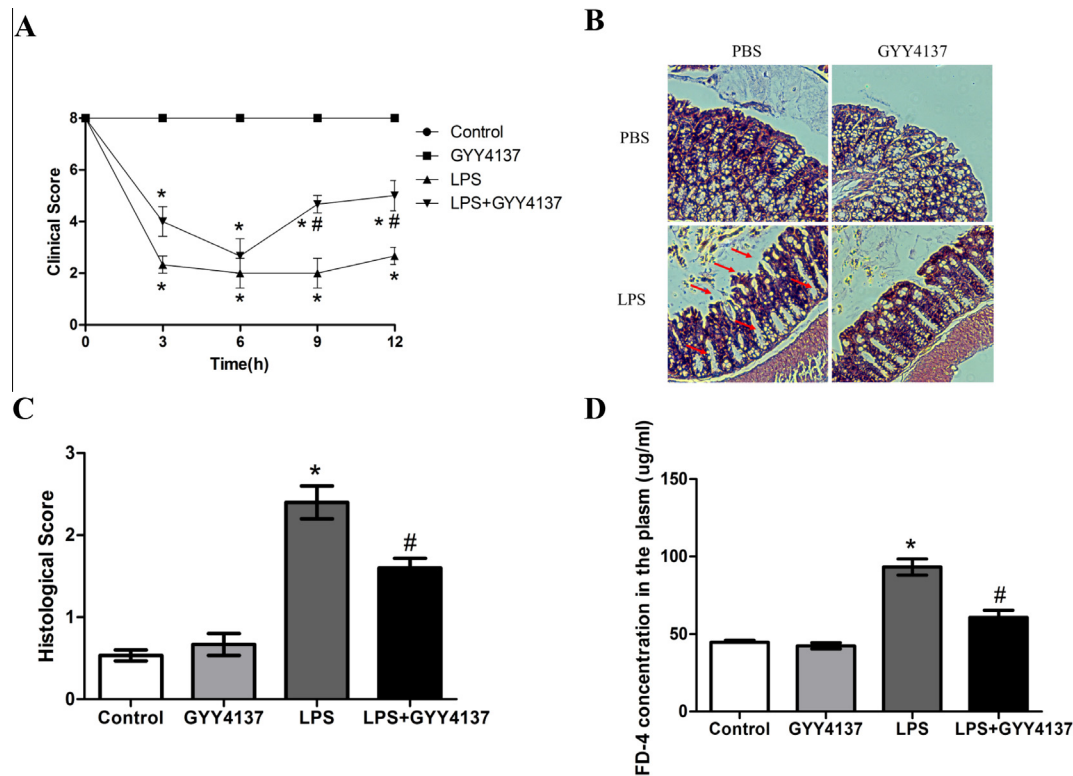 A
Clinical Score
8
6
4
2
0
0 3 6 9 12
Time(h)
* * *# *#
* * * *
Control
GYY4137
LPS
LPS+GYY4137
B
PBS GYY4137
PBS
LPS
C
Histological Score
3
2
1
0
* #
Control GYY4137 LPS LPS+GYY4137
D
FD-4 concentration in the plasm (ug/ml)
150
100
50
0
* #
Control GYY4137 LPS LPS+GYY4137